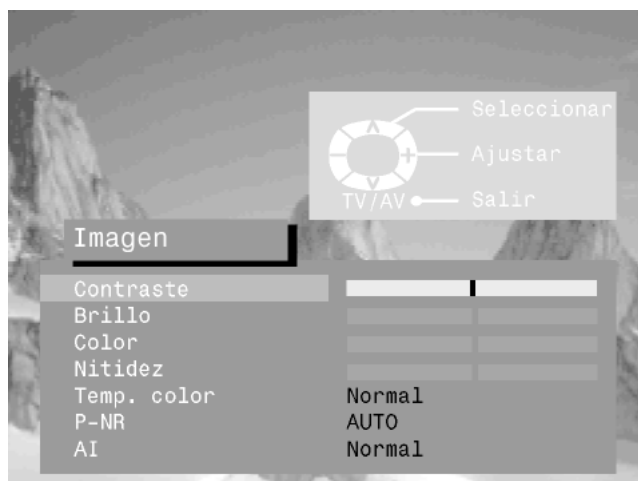 Seleccionar
Ajustar
TV/AV Salir
Imagen
Contraste
Brillo
Color
Nitidez
Temp. color Normal
P-NR AUTO
AI Normal